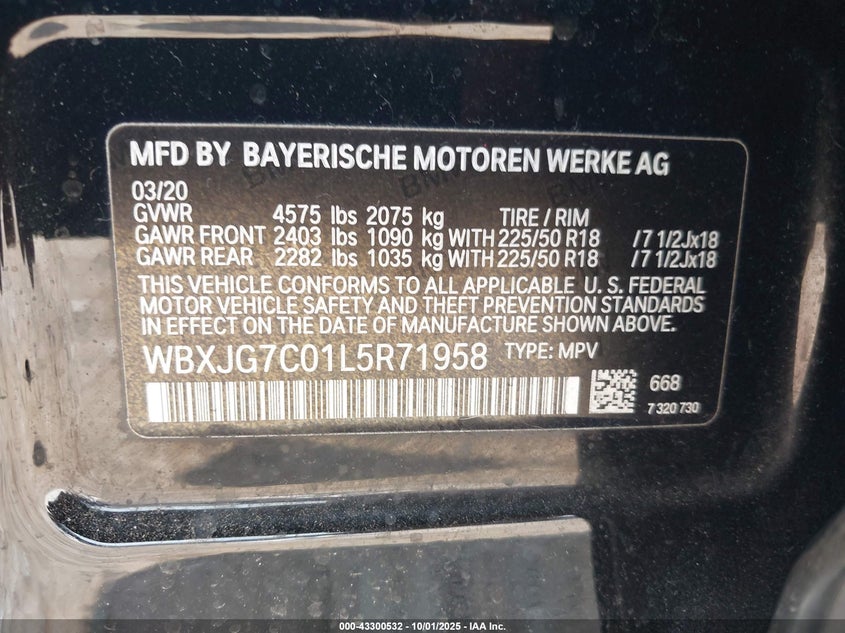 MFD BY BAYERISCHE MOTOREN WERKE AG
03/20
GVWR 4575 lbs 2075 kg TIRE / RIM
GAWR FRONT 2403 lbs 1090 kg WITH 225/50 R18 /7 1/2Jx18
GAWR REAR 2282 lbs 1035 kg WITH 225/50 R18 /7 1/2Jx18
THIS VEHICLE CONFORMS TO ALL APPLICABLE U.S. FEDERAL
MOTOR VEHICLE SAFETY AND THEFT PREVENTION STANDARDS
IN EFFECT ON THE DATE OF MANUFACTURE SHOWN ABOVE.
WBXJG7C01L5R71958 TYPE: MPV
668
7 320 730
000-43300532 - 10/01/2025 - IAA Inc.